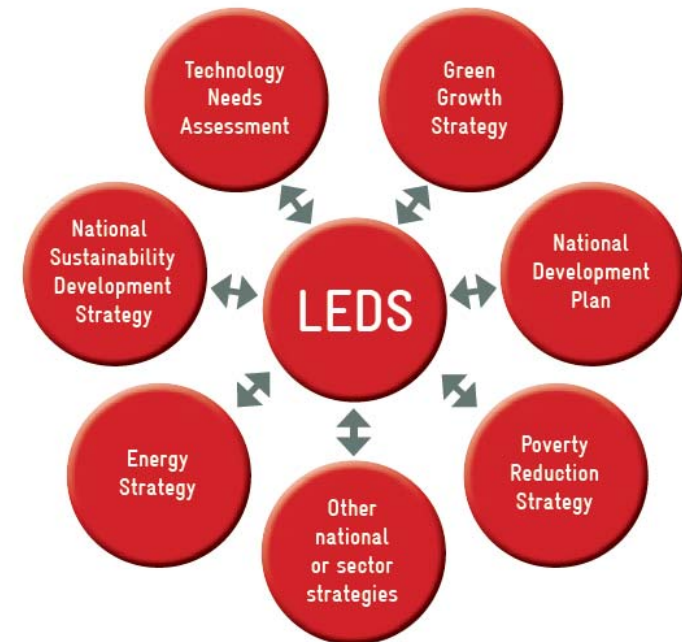 Technology
Needs
Assessment
Green
Growth
Strategy
National
Sustainability
Development
Strategy
LEDS
National
Development
Plan
Energy
Strategy
Poverty
Reduction
Strategy
Other
national
or sector
strategies